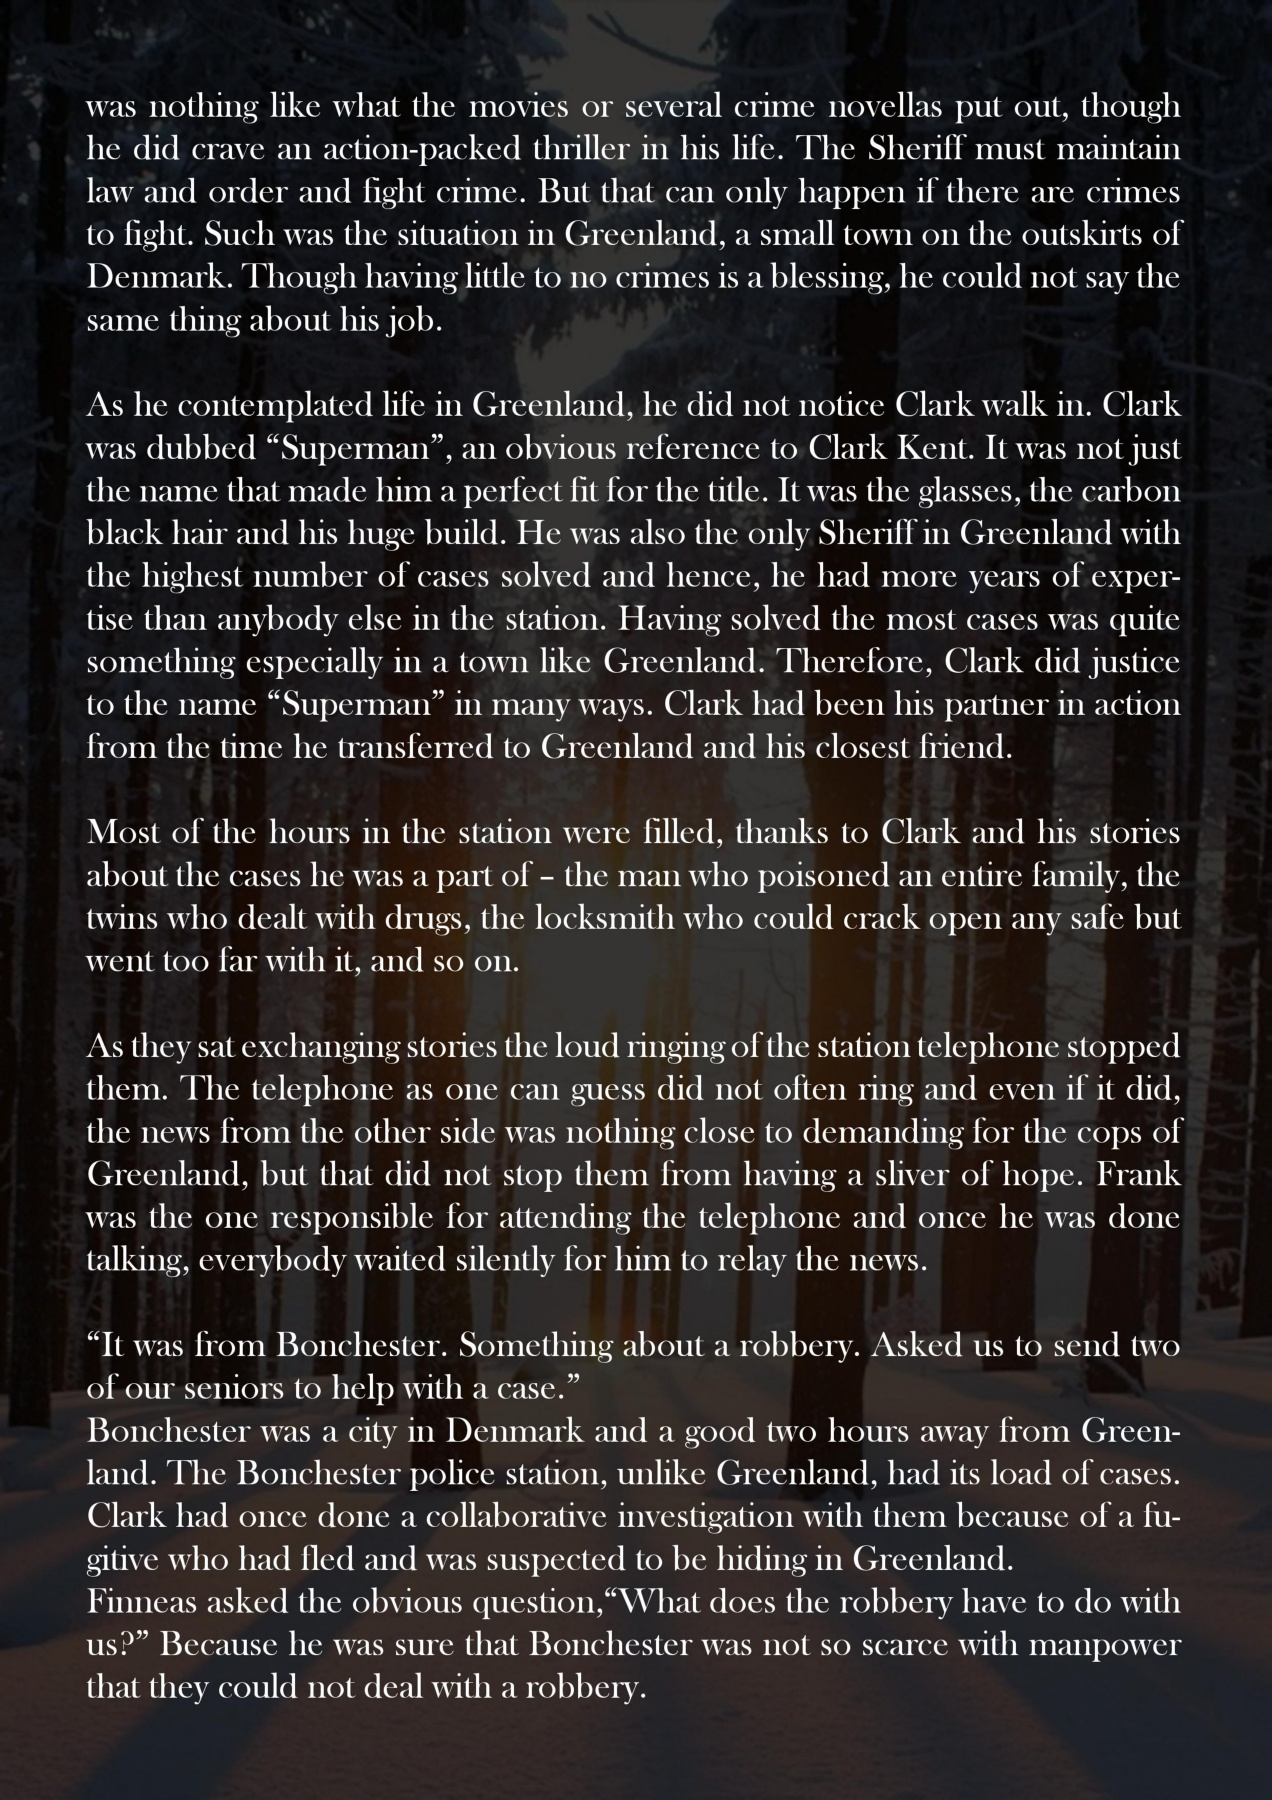 was nothing like what the movies or several crime novellas put out, though
he did crave an action-packed thriller in his life. The Sheriff must maintain
law and order and fight crime. But that can only happen if there are crimes
to fight. Such was the situation in Greenland, a small town on the outskirts of
Denmark. Though having little to no crimes is a blessing, he could not say the
same thing about his job.
As he contemplated life in Greenland, he did not notice Clark walk in. Clark
was dubbed “Superman”, an obvious reference to Clark Kent. It was not just
the name that made him a perfect fit for the title. It was the glasses, the carbon
black hair and his huge build. He was also the only Sheriff in Greenland with
the highest number of cases solved and hence, he had more years of exper-
tise than anybody else in the station. Having solved the most cases was quite
something especially in a town like Greenland. Therefore, Clark did justice
to the name “Superman” in many ways. Clark had been his partner in action
from the time he transferred to Greenland and his closest friend.
Most of the hours in the station were filled, thanks to Clark and his stories
about the cases he was a part of – the man who poisoned an entire family, the
twins who dealt with drugs, the locksmith who could crack open any safe but
went too far with it, and so on.
As they sat exchanging stories the loud ringing of the station telephone stopped
them. The telephone as one can guess did not often ring and even if it did,
the news from the other side was nothing close to demanding for the cops of
Greenland, but that did not stop them from having a sliver of hope. Frank
was the one responsible for attending the telephone and once he was done
talking, everybody waited silently for him to relay the news.
“It was from Bonchester. Something about a robbery. Asked us to send two
of our seniors to help with a case.”
Bonchester was a city in Denmark and a good two hours away from Green-
land. The Bonchester police station, unlike Greenland, had its load of cases.
Clark had once done a collaborative investigation with them because of a fu-
gitive who had fled and was suspected to be hiding in Greenland.
Finneas asked the obvious question,“What does the robbery have to do with
us?” Because he was sure that Bonchester was not so scarce with manpower
that they could not deal with a robbery.